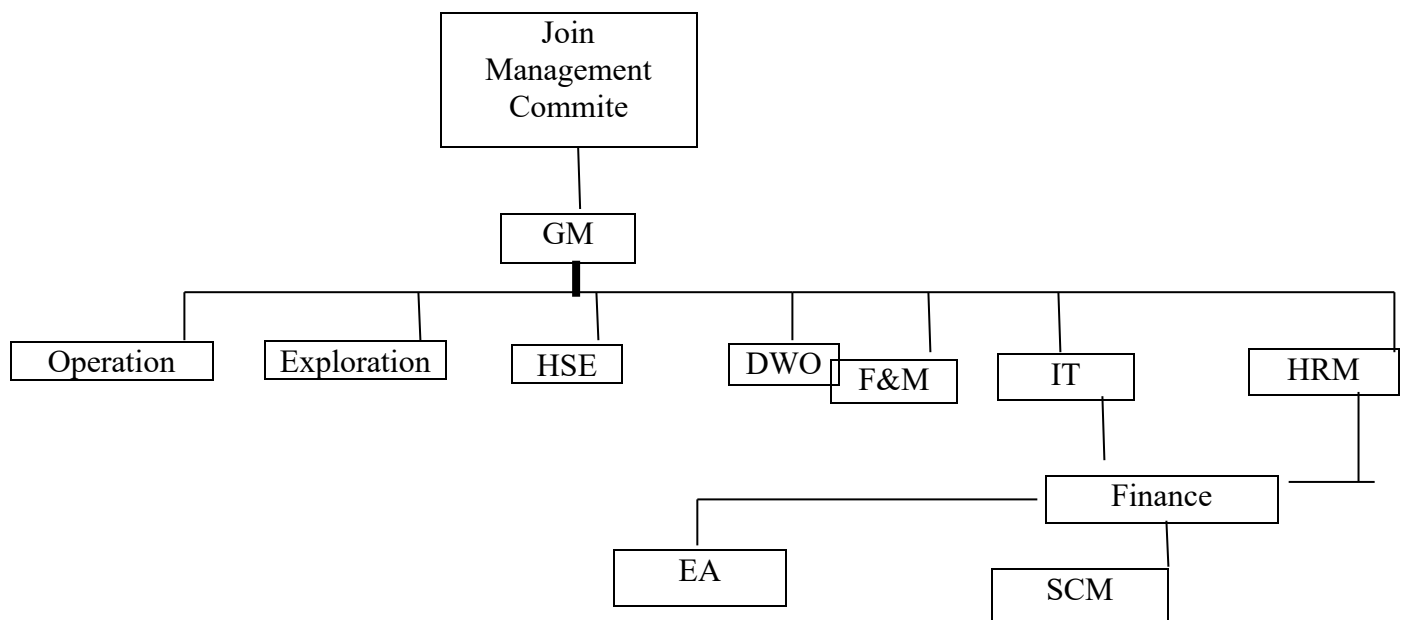 Join
Management
Commite
GM
Operation
Exploration
HSE
DWO
F&M
IT
HRM
Finance
EA
SCM